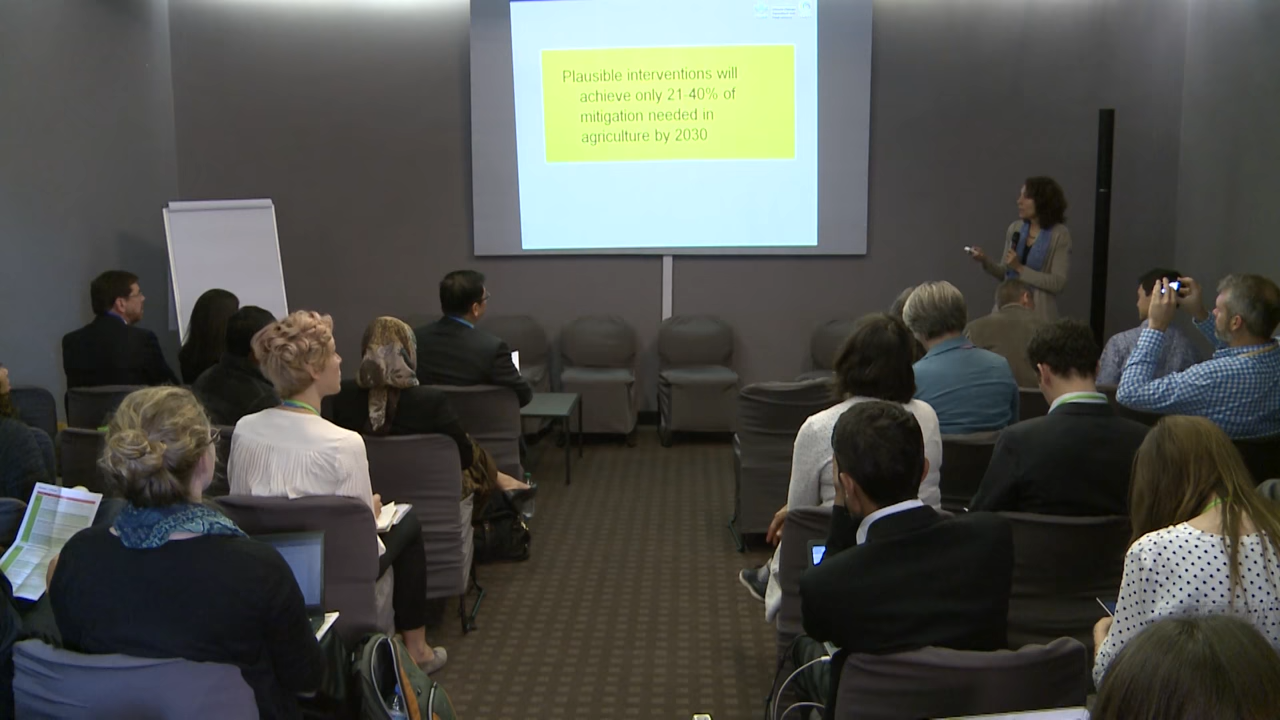 Plausible interventions will
achieve only 21-40% of
mitigation needed in
agriculture by 2030